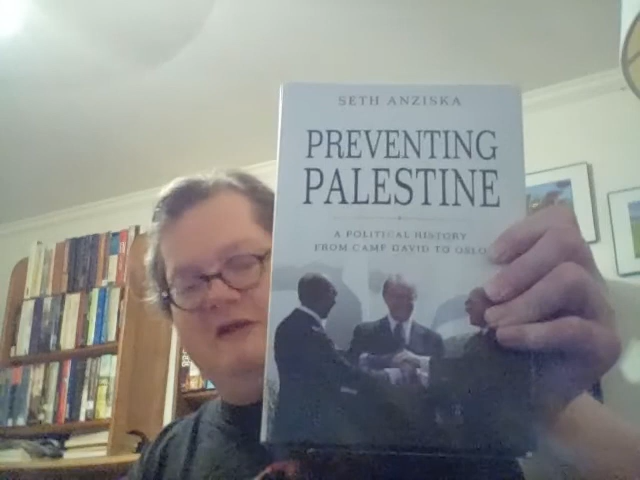 SETH ANZISKA
PREVENTING
PALESTINE
A POLITICAL HISTORY
FROM CAMP DAVID TO OSLO